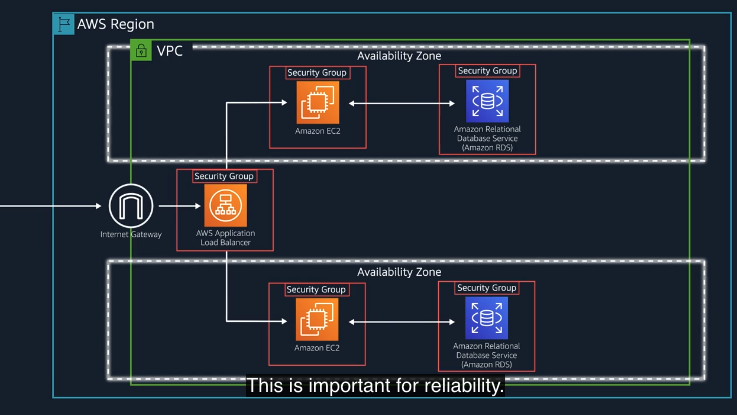 AWS Region
VPC
Availability Zone
Security Group
Amazon EC2
Security Group
Amazon Relational
Database Service
(Amazon RDS)
Internet Gateway
Security Group
AWS Application
Load Balancer
Availability Zone
Security Group
Amazon EC2
Security Group
Amazon Relational
Database Service
(Amazon RDS)
This is important for reliability.